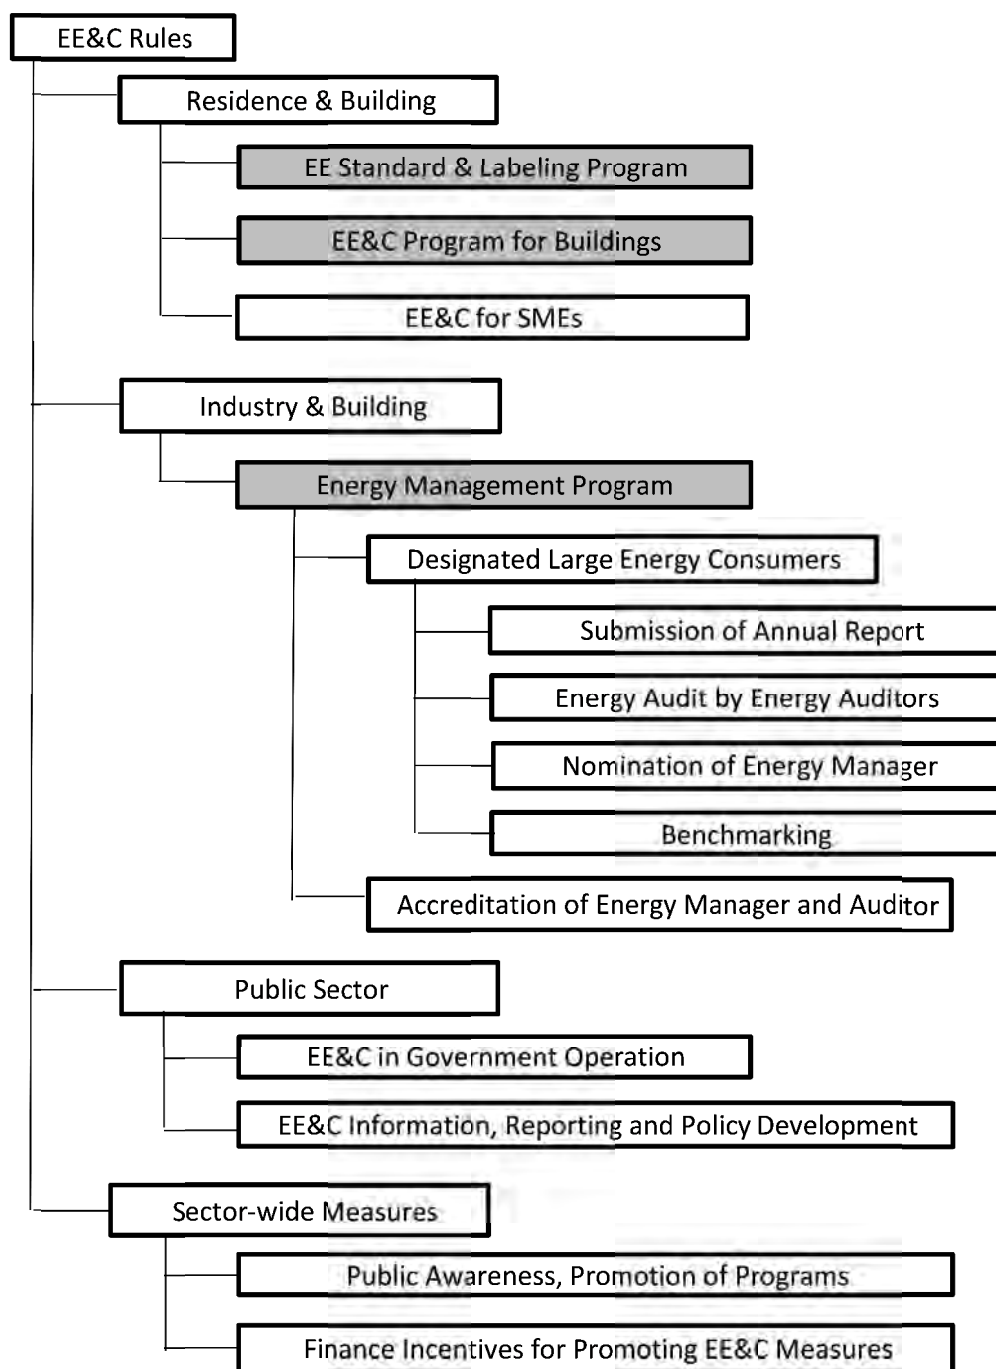 EE&C Rules
Residence & Building
EE Standard & Labeling Program
EE&C Program for Buildings
EE&C for SMEs
Industry & Building
Energy Management Program
Designated Large Energy Consumers
Submission of Annual Report
Energy Audit by Energy Auditors
Nomination of Energy Manager
Benchmarking
Accreditation of Energy Manager and Auditor
Public Sector
EE&C in Government Operation
EE&C Information, Reporting and Policy Development
Sector-wide Measures
Public Awareness, Promotion of Programs
Finance Incentives for Promoting EE&C Measures